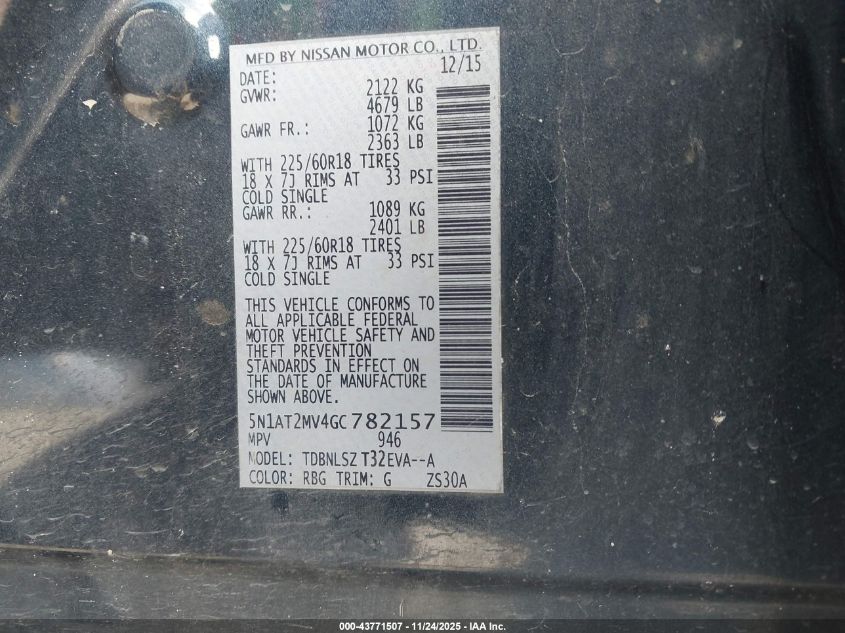 MFD BY NISSAN MOTOR CO., LTD.
DATE: 12/15
GVWR: 2122 KG
4679 LB
GAWR FR.: 1072 KG
2363 LB
WITH 225/60R18 TIRES
18 X 7J RIMS AT 33 PSI
COLD SINGLE
GAWR RR.: 1089 KG
2401 LB
WITH 225/60R18 TIRES
18 X 7J RIMS AT 33 PSI
COLD SINGLE
THIS VEHICLE CONFORMS TO
ALL APPLICABLE FEDERAL
MOTOR VEHICLE SAFETY AND
THEFT PREVENTION
STANDARDS IN EFFECT ON
THE DATE OF MANUFACTURE
SHOWN ABOVE.
5N1AT2MV4GC782157
MPV 946
MODEL: TDBNLSZ T32EVA--A
COLOR: RBG TRIM: G ZS30A
000-43771507 - 11/24/2025 - IAA Inc.